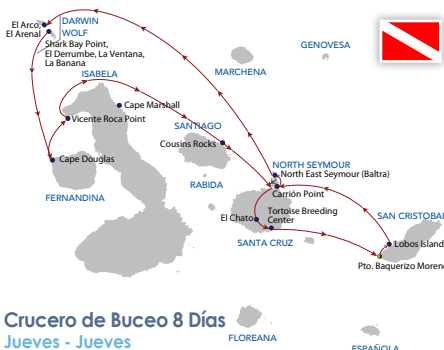 El Arco,
El Arenal
DARWIN
WOLF
Shark Bay Point,
El Derrumbe, La Ventana,
La Banana
GENOVESA
MARCHENA
ISABELA
Cape Marshall
Vicente Roca Point
SANTIAGO
Cousins Rocks
Cape Douglas
FERNANDINA
RABIDA
NORTH SEYMOUR
North East Seymour (Baltra)
Carrión Point
El Chato
Tortoise Breeding
Center
SANTA CRUZ
SAN CRISTOBAL
Lobos Island
Pto. Baquerizo Moreno
Crucero de Buceo 8 Días
Jueves - Jueves
FLOREANA
ESPAÑOLA